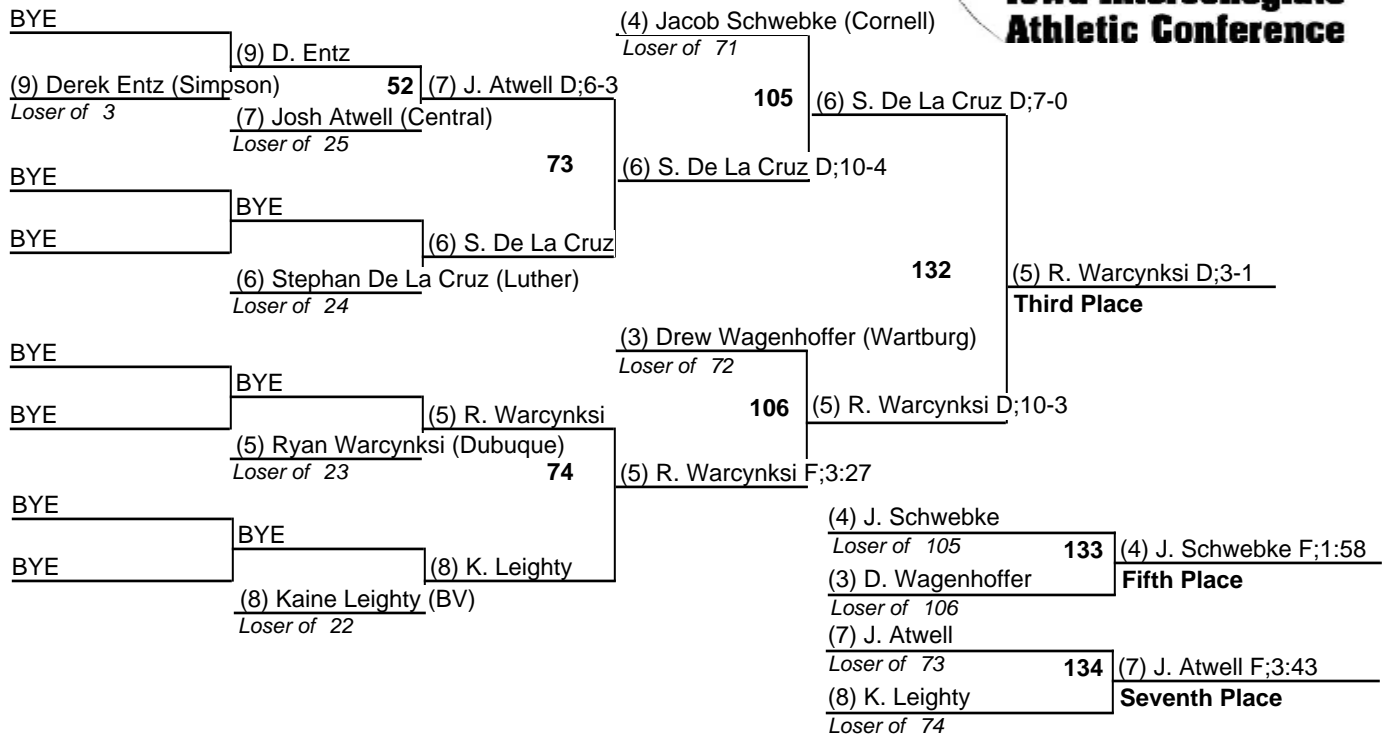 Iowa Intercollegiate
Athletic Conference
BYE
(9) D. Entz
(9) Derek Entz (Simpson)
Loser of 3
52
(7) J. Atwell D;6-3
(7) Josh Atwell (Central)
Loser of 25
73
BYE
BYE
BYE
(6) S. De La Cruz
(6) Stephan De La Cruz (Luther)
Loser of 24
(4) Jacob Schwebke (Cornell)
Loser of 71
105
(6) S. De La Cruz D;7-0
(6) S. De La Cruz D;10-4
132
(5) R. Warcynksi D;3-1
Third Place
BYE
BYE
BYE
(5) R. Warcynksi
(5) Ryan Warcynksi (Dubuque)
Loser of 23
74
(5) R. Warcynksi F;3:27
(3) Drew Wagenhoffer (Wartburg)
Loser of 72
106
(5) R. Warcynksi D;10-3
BYE
BYE
BYE
(8) K. Leighty
(8) Kaine Leighty (BV)
Loser of 22
(4) J. Schwebke
Loser of 105
133
(4) J. Schwebke F;1:58
Fifth Place
(3) D. Wagenhoffer
Loser of 106
(7) J. Atwell
Loser of 73
134
(7) J. Atwell F;3:43
Seventh Place
(8) K. Leighty
Loser of 74